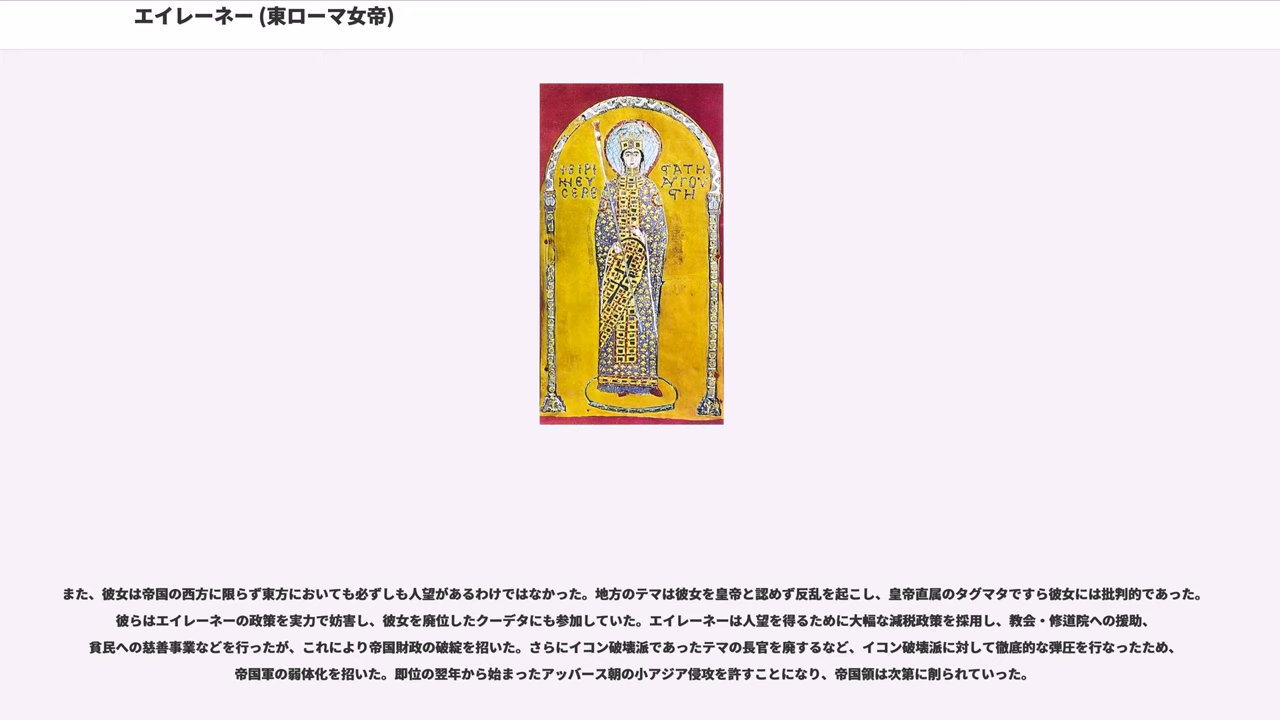 エイレーネー (東ローマ女帝)
ΕΥ
ΑΥΓΟΥ
また、彼女は帝国の西方に限らず東方においても必ずしも人望があるわけではなかった。地方のテマは彼女を皇帝と認めず反乱を起こし、皇帝直属のタグマタですら彼女には批判的であった。
彼らはエイレーネーの政策を実力で妨害し、彼女を廃位したクーデタにも参加していた。エイレーネーは人望を得るために大幅な減税政策を採用し、教会・修道院への援助、
貧民への慈善事業などを行ったが、これにより帝国財政の破綻を招いた。さらにイコン破壊派であったテマの長官を廃するなど、イコン破壊派に対して徹底的な弾圧を行なったため、
帝国軍の弱体化を招いた。即位の翌年から始まったアッバース朝の小アジア侵攻を許すことになり、帝国領は次第に削られていった。